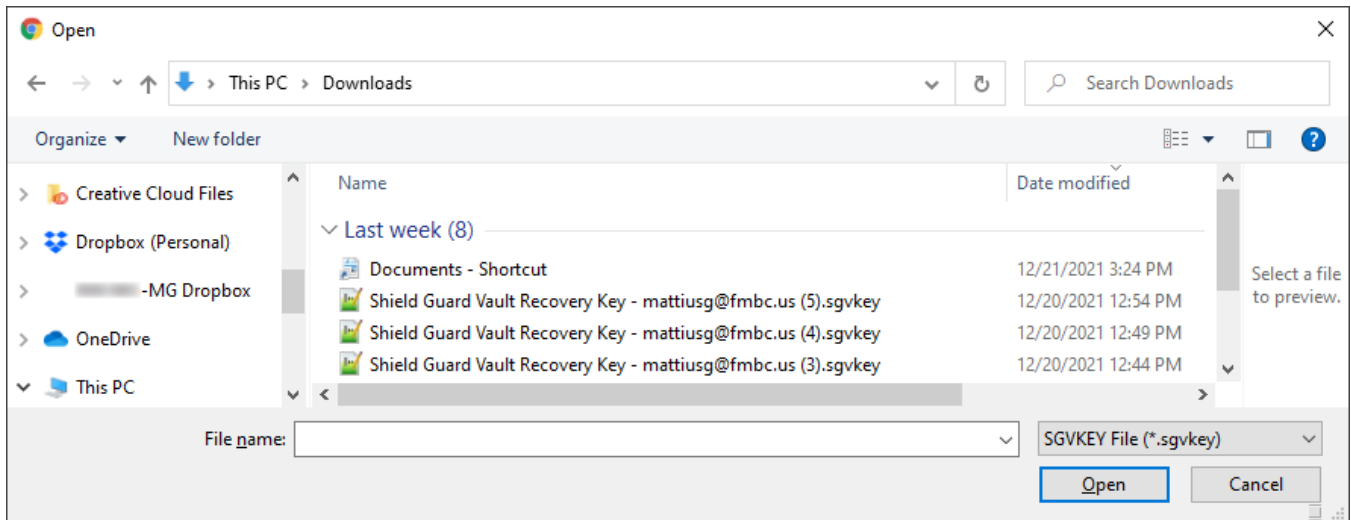 Open
This PC > Downloads
Search Downloads
Organize
New folder
Creative Cloud Files
Dropbox (Personal)
-MG Dropbox
OneDrive
This PC
Name
Date modified
Last week (8)
Documents - Shortcut 12/21/2021 3:24 PM
Shield Guard Vault Recovery Key - mattiusg@fmbc.us (5).sgvkey 12/20/2021 12:54 PM
Shield Guard Vault Recovery Key - mattiusg@fmbc.us (4).sgvkey 12/20/2021 12:49 PM
Shield Guard Vault Recovery Key - mattiusg@fmbc.us (3).sgvkey 12/20/2021 12:44 PM
Select a file
to preview.
File name:
SGVKEY File (*.sgvkey)
Open
Cancel